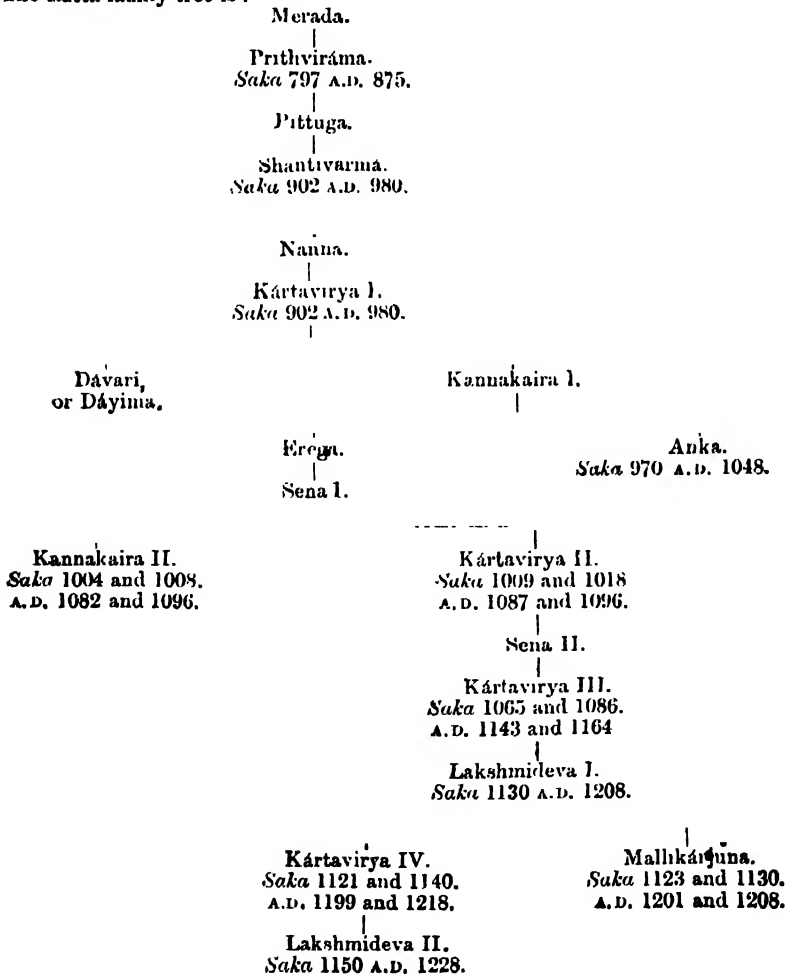 Merada.
Prithviráma.
Saka 797 A.D. 875.
Pittuga.
Shantivarmá.
Saka 902 A.D. 980.
Nanna.
Kártavirya I.
Saka 902 A.D. 980.
Dávari,
or Dáyima.
Kannakaira I.
Erega.
Anka.
Saka 970 A.D. 1048.
Sena I.
Kannakaira II.
Saka 1004 and 1008.
A.D. 1082 and 1096.
Kártavirya II.
Saka 1009 and 1018
A.D. 1087 and 1096.
Sena II.
Kártavirya III.
Saka 1065 and 1086.
A.D. 1143 and 1164
Lakshmideva I.
Saka 1130 A.D. 1208.
Kártavirya IV.
Saka 1121 and 1140.
A.D. 1199 and 1218.
Mallikárjuna.
Saka 1123 and 1130.
A.D. 1201 and 1208.
Lakshmideva II.
Saka 1150 A.D. 1228.